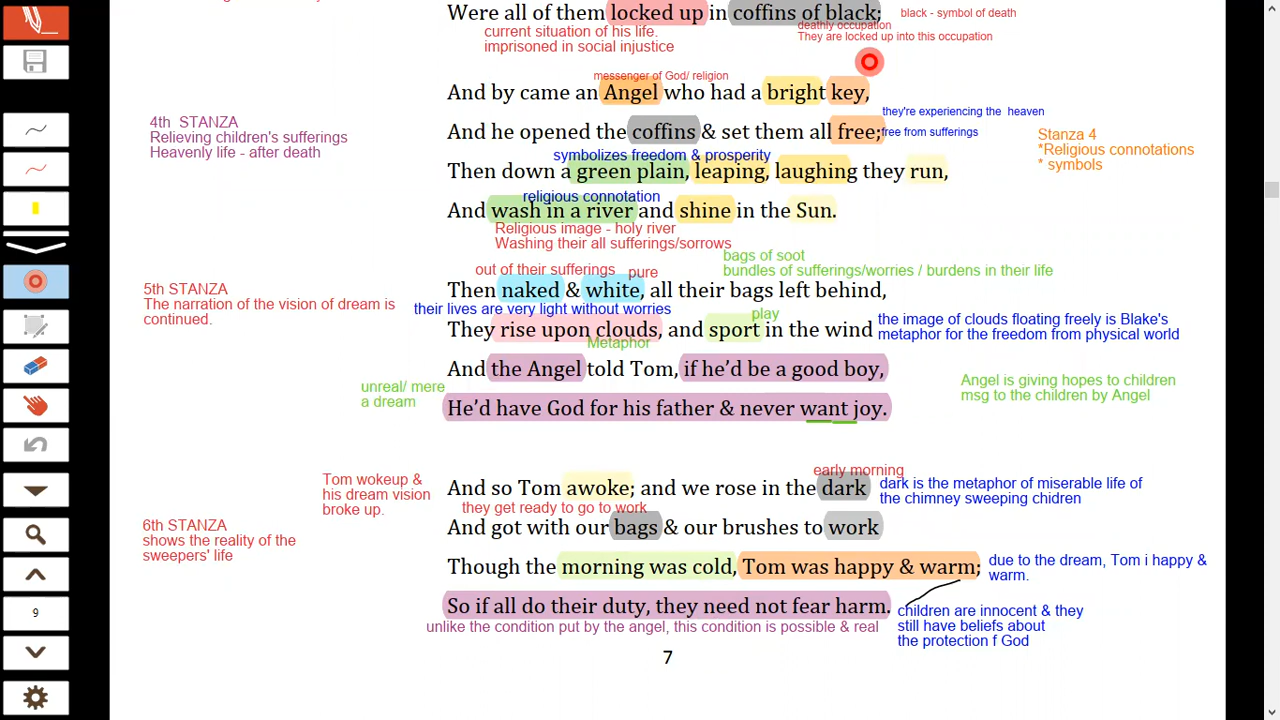 Were all of them locked up in coffins of black;
black - symbol of death
current situation of his life.
imprisoned in social injustice
deathly occupation
They are locked up into this occupation
messenger of God/ religion
And by came an Angel who had a bright key,
they're experiencing the heaven
4th STANZA
Relieving children's sufferings
Heavenly life - after death
And he opened the coffins & set them all free;
free from sufferings
Stanza 4
*Religious connotations
* symbols
symbolizes freedom & prosperity
Then down a green plain, leaping, laughing they run,
religious connotation
And wash in a river and shine in the Sun.
Religious image - holy river
Washing their all sufferings/sorrows
bags of soot
bundles of sufferings/worries / burdens in their life
out of their sufferings
pure
5th STANZA
The narration of the vision of dream is
continued.
Then naked & white, all their bags left behind,
their lives are very light without worries
play
They rise upon clouds, and sport in the wind
the image of clouds floating freely is Blake's
metaphor for the freedom from physical world
Metaphor
And the Angel told Tom, if he'd be a good boy,
unreal/ mere
a dream
Angel is giving hopes to children
msg to the children by Angel
He'd have God for his father & never want joy.
early morning
Tom wokeup &
his dream vision
broke up.
And so Tom awoke; and we rose in the dark
dark is the metaphor of miserable life of
the chimney sweeping chidren
they get ready to go to work
6th STANZA
shows the reality of the
sweepers' life
And got with our bags & our brushes to work
Though the morning was cold, Tom was happy & warm;
due to the dream, Tom i happy &
warm.
So if all do their duty, they need not fear harm.
children are innocent & they
still have beliefs about
the protection f God
unlike the condition put by the angel, this condition is possible & real
7
9